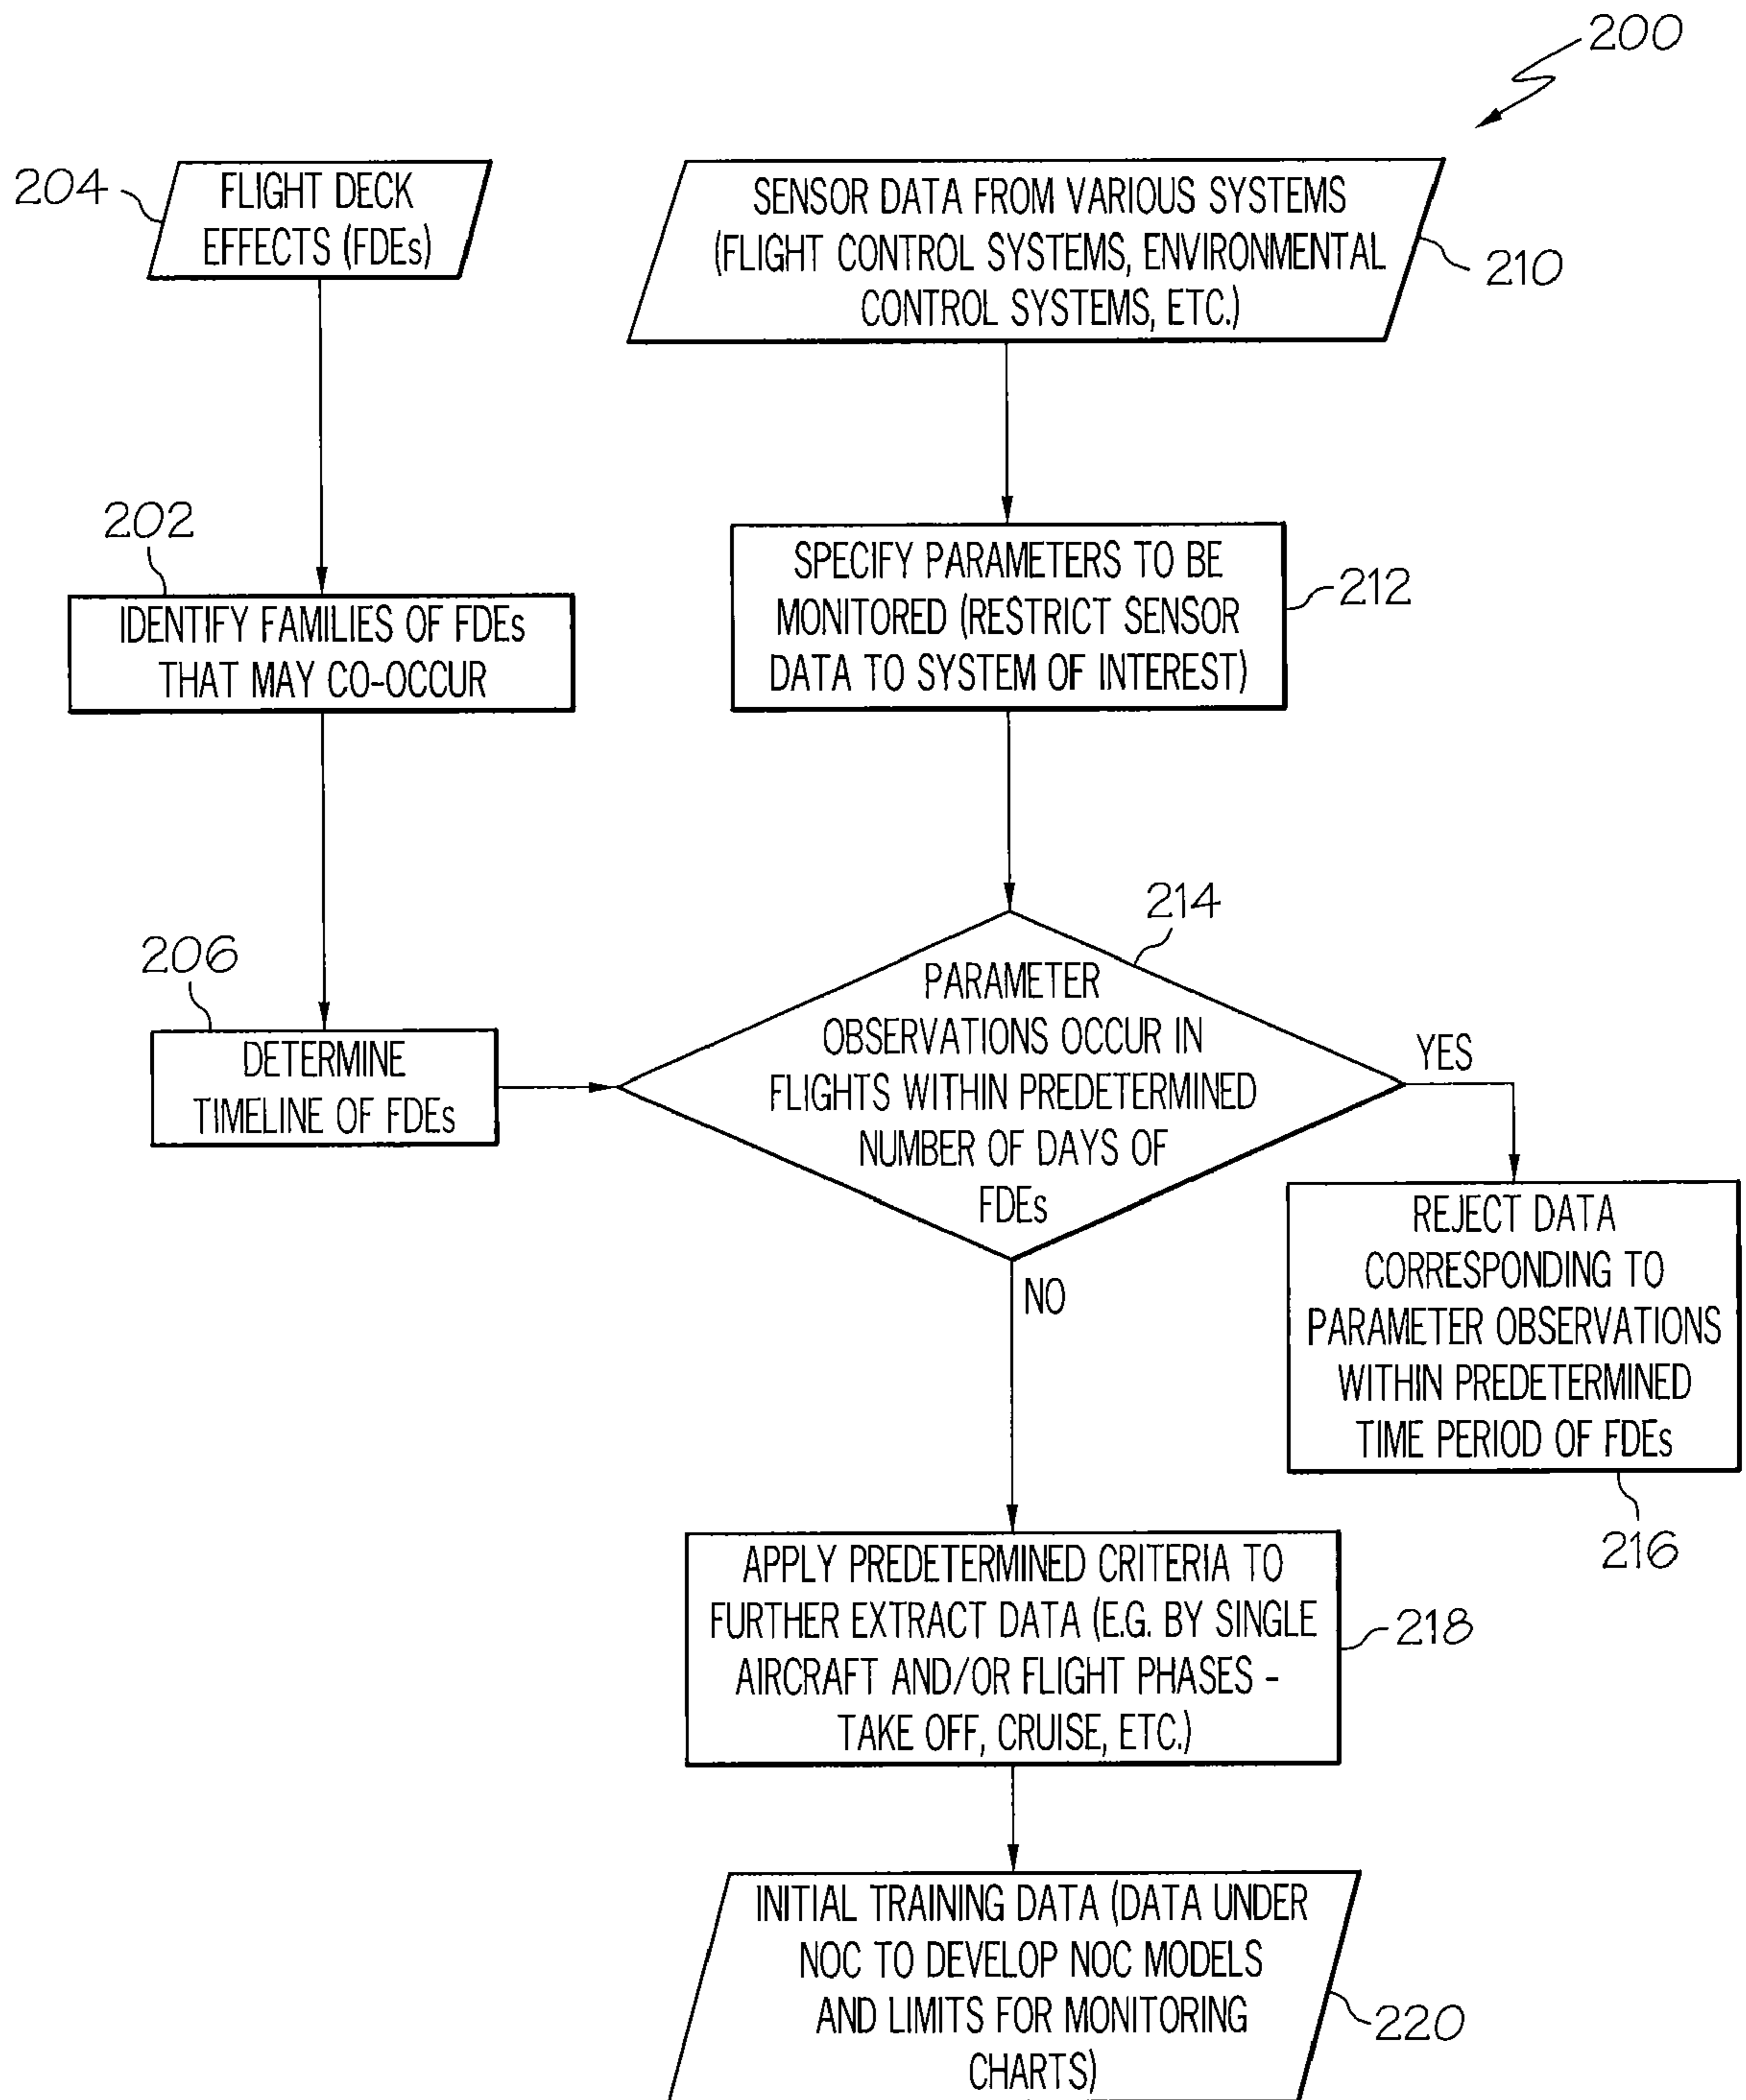 200
204
FLIGHT DECK
EFFECTS (FDEs)
SENSOR DATA FROM VARIOUS SYSTEMS
(FLIGHT CONTROL SYSTEMS, ENVIRONMENTAL
CONTROL SYSTEMS, ETC.)
210
202
IDENTIFY FAMILIES OF FDEs
THAT MAY CO-OCCUR
SPECIFY PARAMETERS TO BE
MONITORED (RESTRICT SENSOR
DATA TO SYSTEM OF INTEREST)
212
206
DETERMINE
TIMELINE OF FDEs
214
PARAMETER
OBSERVATIONS OCCUR IN
FLIGHTS WITHIN PREDETERMINED
NUMBER OF DAYS OF
FDEs
YES
NO
REJECT DATA
CORRESPONDING TO
PARAMETER OBSERVATIONS
WITHIN PREDETERMINED
TIME PERIOD OF FDEs
216
APPLY PREDETERMINED CRITERIA TO
FURTHER EXTRACT DATA (E.G. BY SINGLE
AIRCRAFT AND/OR FLIGHT PHASES -
TAKE OFF, CRUISE, ETC.)
218
INITIAL TRAINING DATA (DATA UNDER
NOC TO DEVELOP NOC MODELS
AND LIMITS FOR MONITORING
CHARTS)
220